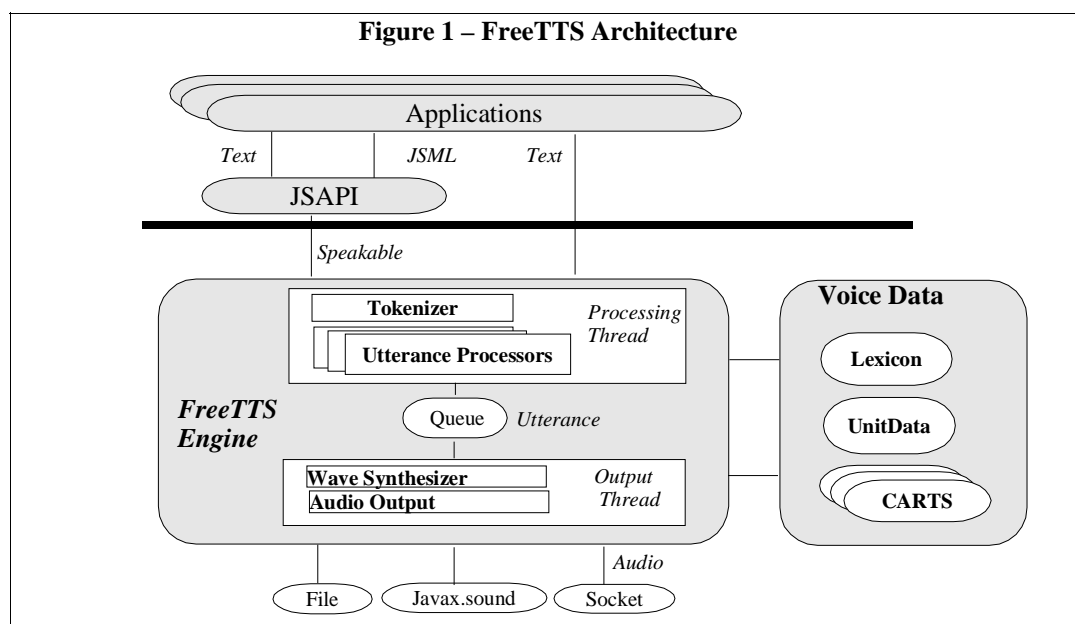 Figure 1 – FreeTTS Architecture
Applications
Text
JSML
Text
JSAPI
Speakable
Tokenizer
Processing
Thread
Utterance Processors
FreeTTS
Engine
Queue
Utterance
Wave Synthesizer
Audio Output
Output
Thread
Voice Data
Lexicon
UnitData
CARTS
Audio
File
Javax.sound
Socket